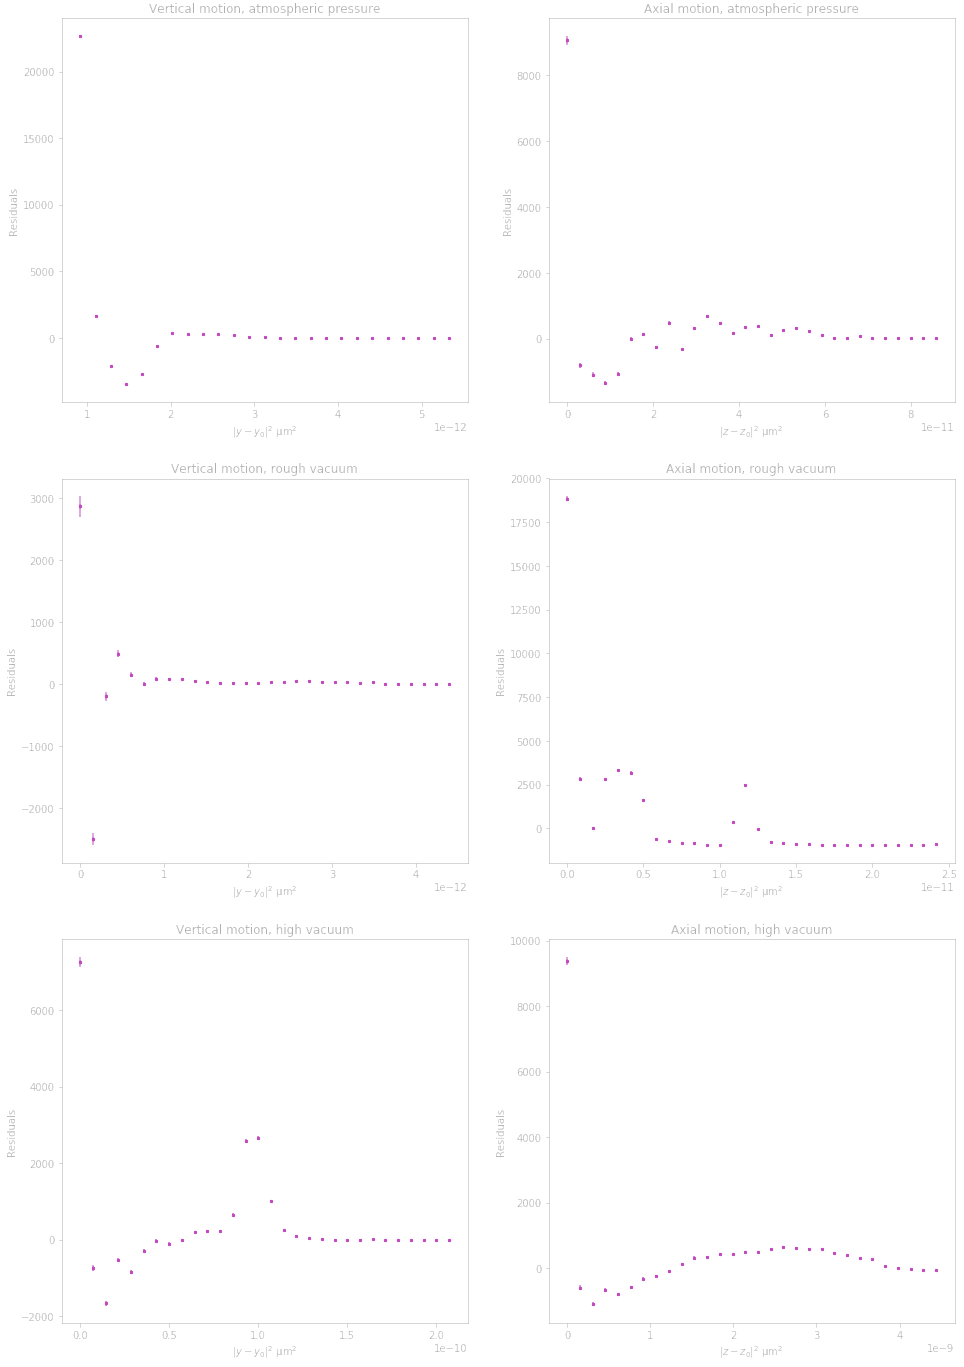 Vertical motion, atmospheric pressure
Residuals
20000
15000
10000
5000
0
1 2 3 4 5
1e−12
|y − y₀|² μm²
Axial motion, atmospheric pressure
Residuals
8000
6000
4000
2000
0
0 2 4 6 8
1e−11
|z − z₀|² μm²
Vertical motion, rough vacuum
Residuals
3000
2000
1000
0
−1000
−2000
0 1 2 3 4
1e−12
|y − y₀|² μm²
Axial motion, rough vacuum
Residuals
20000
17500
15000
12500
10000
7500
5000
2500
0
0.0 0.5 1.0 1.5 2.0 2.5
1e−11
|z − z₀|² μm²
Vertical motion, high vacuum
Residuals
6000
4000
2000
0
−2000
0.0 0.5 1.0 1.5 2.0
1e−10
|y − y₀|² μm²
Axial motion, high vacuum
Residuals
10000
8000
6000
4000
2000
0
0 1 2 3 4
1e−9
|z − z₀|² μm²